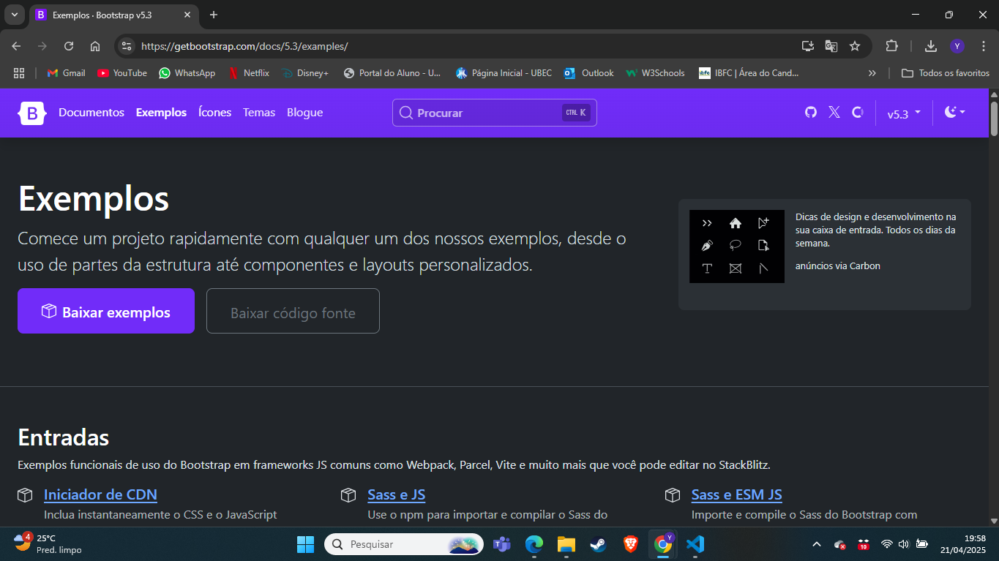 Exemplos · Bootstrap v5.3
https://getbootstrap.com/docs/5.3/examples/
Y
Gmail
YouTube
WhatsApp
Netflix
Disney+
Portal do Aluno - U...
Página Inicial - UBEC
Outlook
W3Schools
ibfc
IBFC | Área do Cand...
Todos os favoritos
B
Documentos
Exemplos
Ícones
Temas
Blogue
Procurar
CTRL K
v5.3
Exemplos
Comece um projeto rapidamente com qualquer um dos nossos exemplos, desde o
uso de partes da estrutura até componentes e layouts personalizados.
Baixar exemplos
Baixar código fonte
Dicas de design e desenvolvimento na
sua caixa de entrada. Todos os dias da
semana.
anúncios via Carbon
Entradas
Exemplos funcionais de uso do Bootstrap em frameworks JS comuns como Webpack, Parcel, Vite e muito mais que você pode editar no StackBlitz.
Iniciador de CDN
Inclua instantaneamente o CSS e o JavaScript
Sass e JS
Use o npm para importar e compilar o Sass do
Sass e ESM JS
Importe e compile o Sass do Bootstrap com
4
25°C
Pred. limpo
Pesquisar
Y
10
19:58
21/04/2025